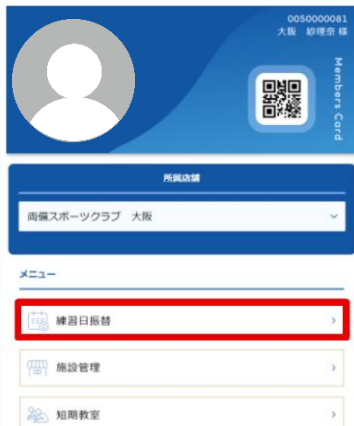 0050000081
大阪 紗理奈 様
Members Card
所属店舗
両備スポーツクラブ 大阪
メニュー
練習日振替
施設管理
短期教室